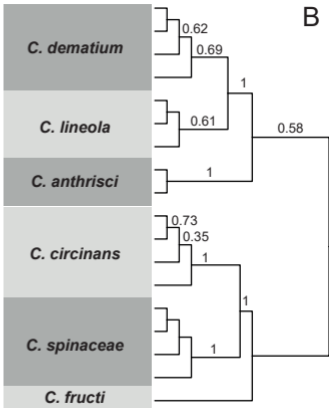 B
0.62
0.69
C. dematium
1
C. lineola
0.61
0.58
C. anthrisci
1
0.73
0.35
C. circinans
1
1
C. spinaceae
1
C. fructi